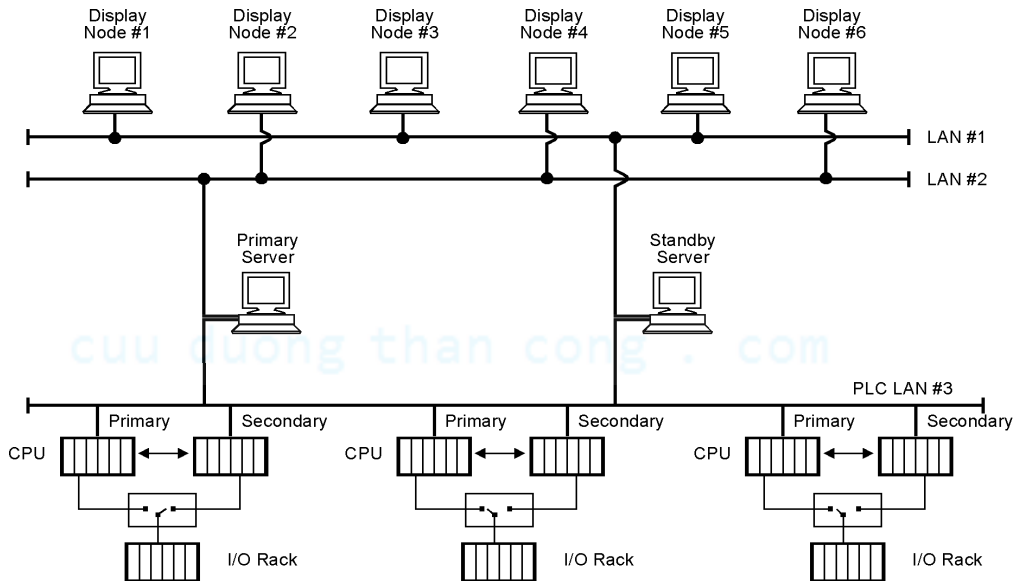 Display
Node #1
Display
Node #2
Display
Node #3
Display
Node #4
Display
Node #5
Display
Node #6
LAN #1
LAN #2
Primary
Server
Standby
Server
cuu duong than cong . com
PLC LAN #3
Primary
Secondary
Primary
Secondary
Primary
Secondary
CPU
CPU
CPU
I/O Rack
I/O Rack
I/O Rack